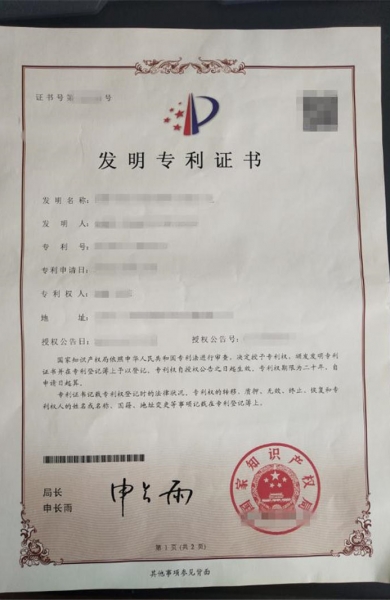 证书号第 号
发明专利证书
发 明 名 称：
发 明 人：
专 利 号：
专利申请日：
专 利 权 人：
地 址：
授权公告日： 授权公告号：
国家知识产权局依照中华人民共和国专利法进行审查，决定授予专利权，颁发发明专利
证书并在专利登记簿上予以登记。专利权自授权公告之日起生效。专利权期限为二十年，自
申请日起算。
专利证书记载专利权登记时的法律状况。专利权的转移、质押、无效、终止、恢复和专
利权人的姓名或名称、国籍、地址变更等事项记载在专利登记簿上。
局长
申长雨
申长雨
国家知识产权局
第 1 页 (共 2 页)
其他事项参见背面